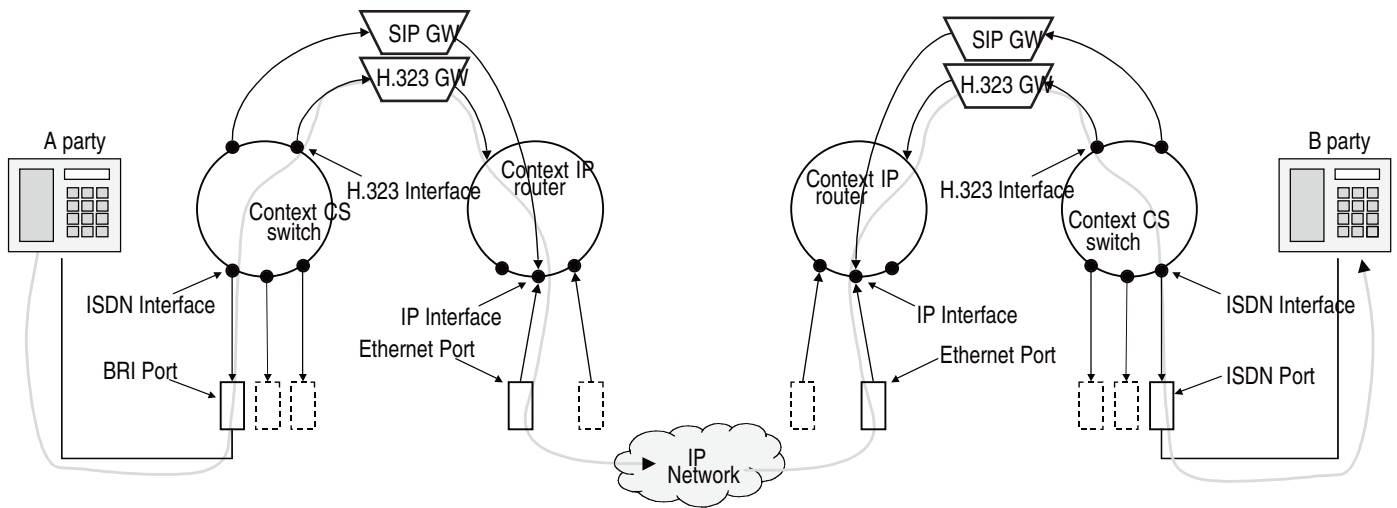 SIP GW
H.323 GW
A party
H.323 Interface
Context IP
router
Context CS
switch
ISDN Interface
IP Interface
Ethernet Port
BRI Port
SIP GW
H.323 GW
B party
Context IP
router
H.323 Interface
Context CS
switch
IP Interface
ISDN Interface
Ethernet Port
ISDN Port
IP
Network